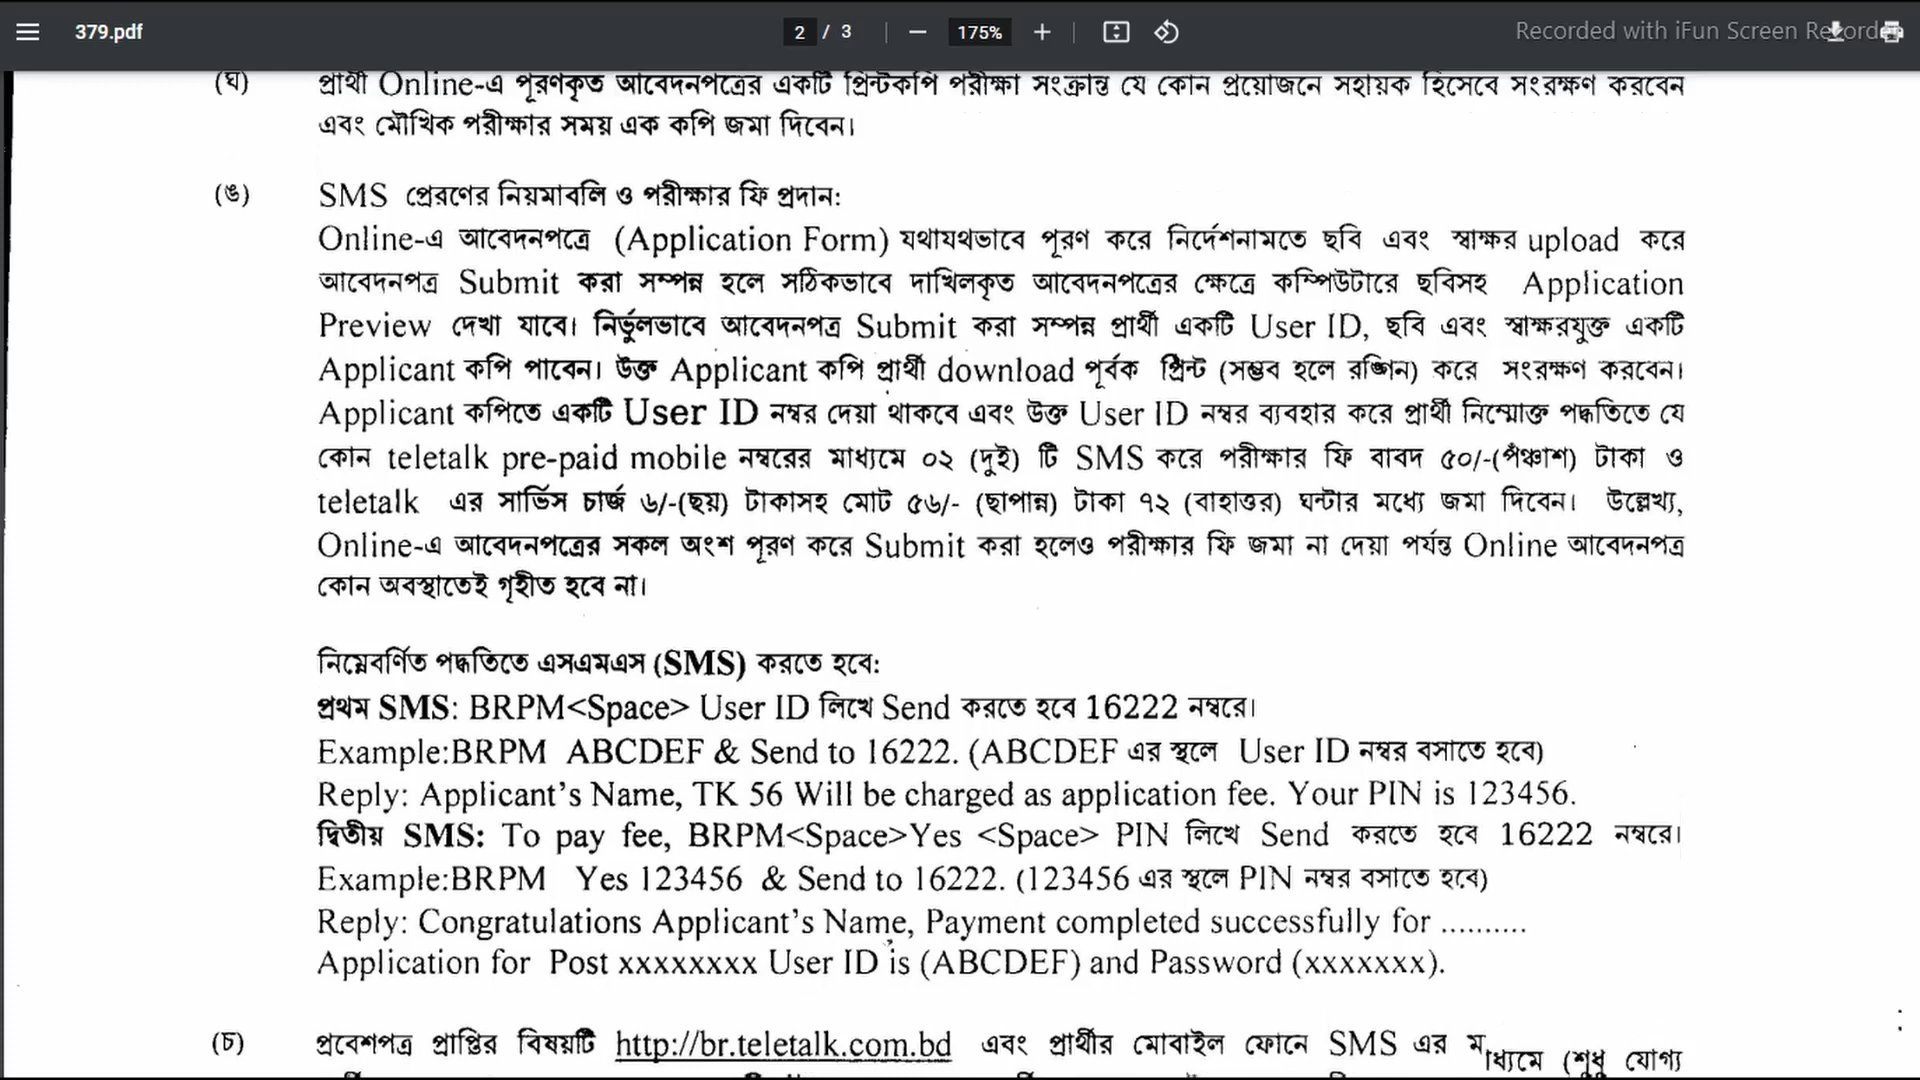 379.pdf
2 / 3
175%
Recorded with iFun Screen Record
(ঘ) প্রার্থী Online-এ পূরণকৃত আবেদনপত্রের একটি প্রিন্টকপি পরীক্ষা সংক্রান্ত যে কোন প্রয়োজনে সহায়ক হিসেবে সংরক্ষণ করবেন
এবং মৌখিক পরীক্ষার সময় এক কপি জমা দিবেন।
(ঙ) SMS প্রেরণের নিয়মাবলি ও পরীক্ষার ফি প্রদান:
Online-এ আবেদনপত্রে (Application Form) যথাযথভাবে পূরণ করে নির্দেশনামতে ছবি এবং স্বাক্ষর upload করে
আবেদনপত্র Submit করা সম্পন্ন হলে সঠিকভাবে দাখিলকৃত আবেদনপত্রের ক্ষেত্রে কম্পিউটারে ছবিসহ Application
Preview দেখা যাবে। নির্ভুলভাবে আবেদনপত্র Submit করা সম্পন্ন প্রার্থী একটি User ID, ছবি এবং স্বাক্ষরযুক্ত একটি
Applicant কপি পাবেন। উক্ত Applicant কপি প্রার্থী download পূর্বক প্রিন্ট (সম্ভব হলে রঙ্গিন) করে সংরক্ষণ করবেন।
Applicant কপিতে একটি User ID নম্বর দেয়া থাকবে এবং উক্ত User ID নম্বর ব্যবহার করে প্রার্থী নিম্মোক্ত পদ্ধতিতে যে
কোন teletalk pre-paid mobile নম্বরের মাধ্যমে ০২ (দুই) টি SMS করে পরীক্ষার ফি বাবদ ৫০/-(পঁঞ্চাশ) টাকা ও
teletalk এর সার্ভিস চার্জ ৬/-(ছয়) টাকাসহ মোট ৫৬/- (ছাপান্ন) টাকা ৭২ (বাহাত্তর) ঘন্টার মধ্যে জমা দিবেন। উল্লেখ্য,
Online-এ আবেদনপত্রের সকল অংশ পূরণ করে Submit করা হলেও পরীক্ষার ফি জমা না দেয়া পর্যন্ত Online আবেদনপত্র
কোন অবস্থাতেই গৃহীত হবে না।
নিম্নেবর্ণিত পদ্ধতিতে এসএমএস (SMS) করতে হবে:
প্রথম SMS: BRPM<Space> User ID লিখে Send করতে হবে 16222 নম্বরে।
Example:BRPM ABCDEF & Send to 16222. (ABCDEF এর স্থলে User ID নম্বর বসাতে হবে)
Reply: Applicant’s Name, TK 56 Will be charged as application fee. Your PIN is 123456.
দ্বিতীয় SMS: To pay fee, BRPM<Space>Yes <Space> PIN লিখে Send করতে হবে 16222 নম্বরে।
Example:BRPM Yes 123456 & Send to 16222. (123456 এর স্থলে PIN নম্বর বসাতে হবে)
Reply: Congratulations Applicant’s Name, Payment completed successfully for ..........
Application for Post xxxxxxxx User ID is (ABCDEF) and Password (xxxxxxx).
(চ) প্রবেশপত্র প্রাপ্তির বিষয়টি http://br.teletalk.com.bd এবং প্রার্থীর মোবাইল ফোনে SMS এর মাধ্যমে (শুধু যোগ্য